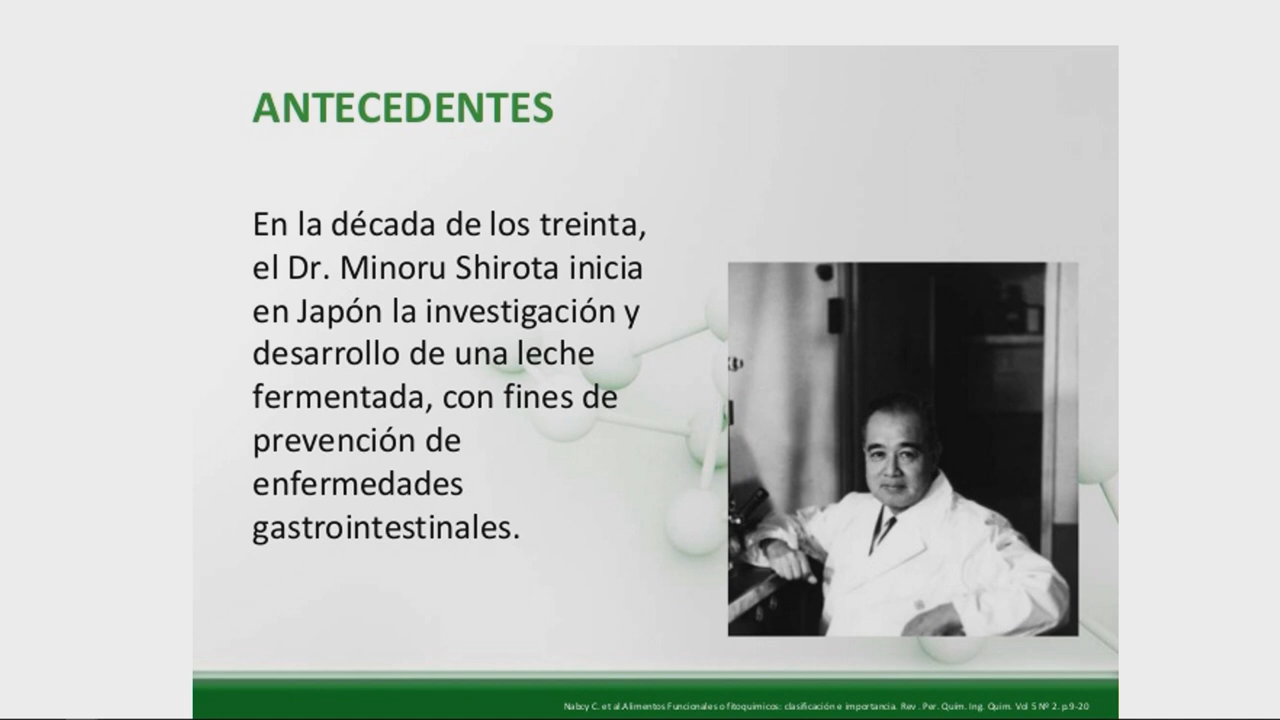 ANTECEDENTES
En la década de los treinta,
el Dr. Minoru Shirota inicia
en Japón la investigación y
desarrollo de una leche
fermentada, con fines de
prevención de
enfermedades
gastrointestinales.
Nabcy C. et al.Alimentos Funcionales o fitoquímicos: clasificación e importancia. Rev . Per. Quím. Ing. Quím. Vol 5 Nº 2. p.9-20